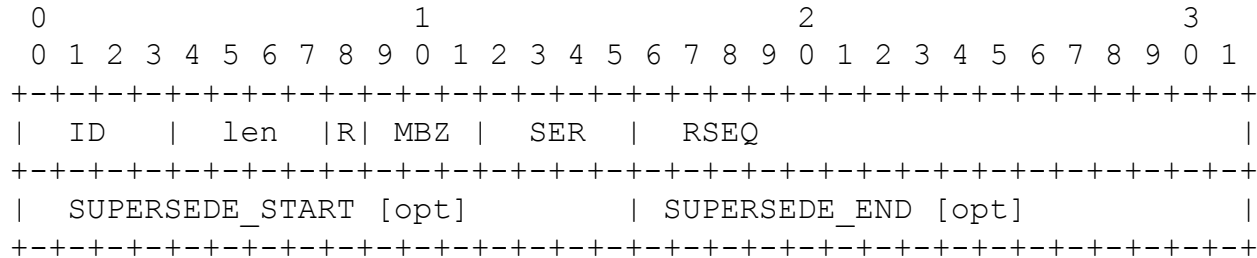 0                   1                   2                   3
 0 1 2 3 4 5 6 7 8 9 0 1 2 3 4 5 6 7 8 9 0 1 2 3 4 5 6 7 8 9 0 1
+-+-+-+-+-+-+-+-+-+-+-+-+-+-+-+-+-+-+-+-+-+-+-+-+-+-+-+-+-+-+-+-+
|  ID   |  len  |R| MBZ |  SER  |  RSEQ                         |
+-+-+-+-+-+-+-+-+-+-+-+-+-+-+-+-+-+-+-+-+-+-+-+-+-+-+-+-+-+-+-+-+
|  SUPERSEDE_START [opt]        | SUPERSEDE_END [opt]           |
+-+-+-+-+-+-+-+-+-+-+-+-+-+-+-+-+-+-+-+-+-+-+-+-+-+-+-+-+-+-+-+-+